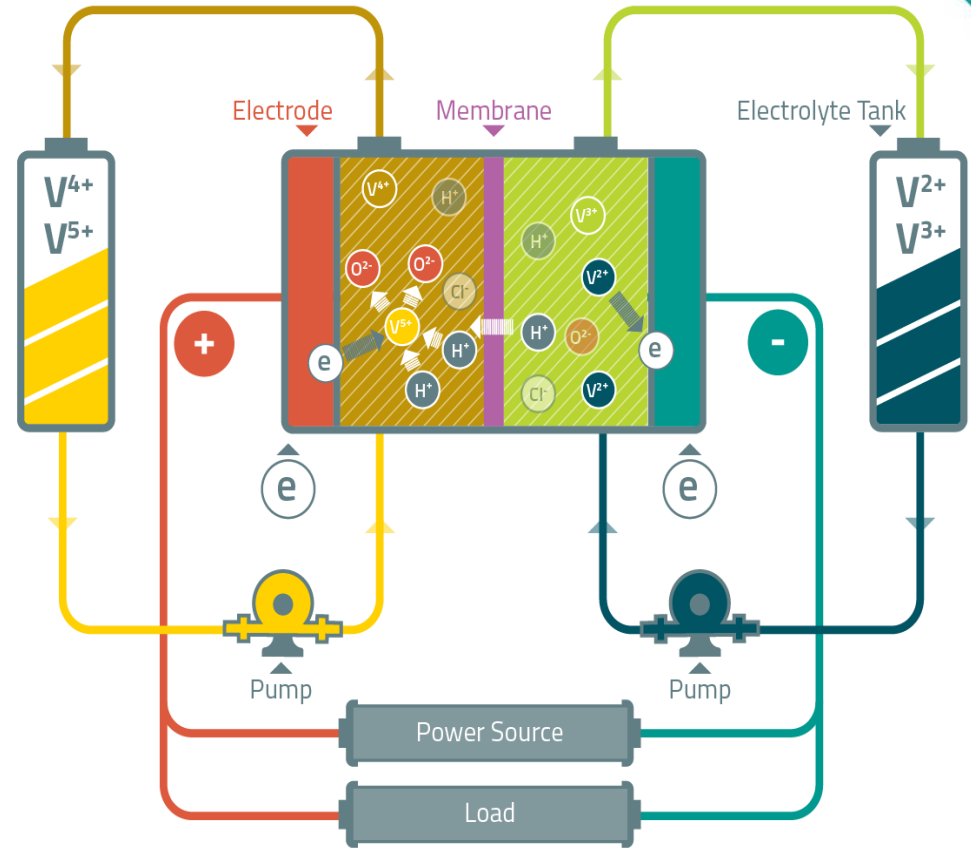 Electrode
Membrane
Electrolyte Tank
V⁴⁺
V⁵⁺
V²⁺
V³⁺
V⁴⁺
H⁺
V³⁺
H⁺
O²⁻
O²⁻
V²⁺
Cl⁻
V⁵⁺
H⁺
O²⁻
H⁺
e
e
H⁺
Cl⁻
V²⁺
+
-
e
e
Pump
Pump
Power Source
Load